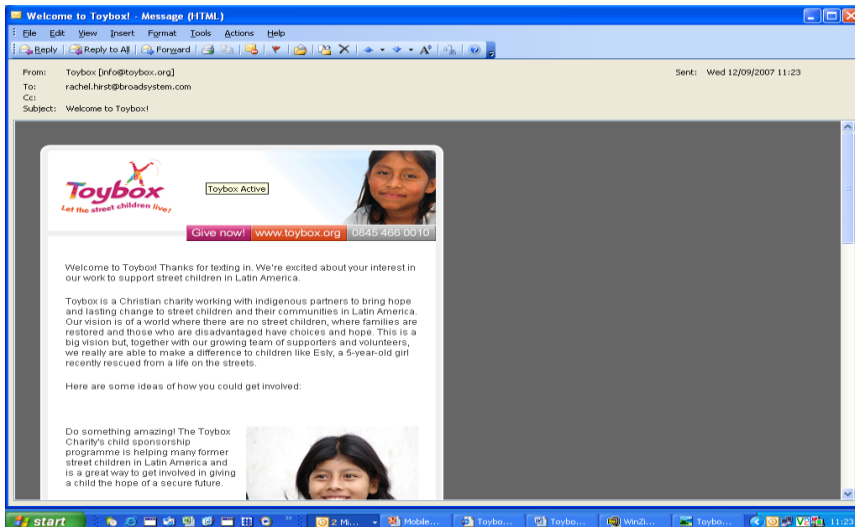 Welcome to Toybox! - Message (HTML)
File Edit View Insert Format Tools Actions Help
Reply Reply to All Forward
From: Toybox [info@toybox.org] Sent: Wed 12/09/2007 11:23
To: rachel.hirst@broadsystem.com
Cc:
Subject: Welcome to Toybox!
Toybox
Let the street children live!
Toybox Active
Give now! www.toybox.org 0845 466 0010
Welcome to Toybox! Thanks for texting in. We're excited about your interest in
our work to support street children in Latin America.
Toybox is a Christian charity working with indigenous partners to bring hope
and lasting change to street children and their communities in Latin America.
Our vision is of a world where there are no street children, where families are
restored and those who are disadvantaged have choices and hope. This is a
big vision but, together with our growing team of supporters and volunteers,
we really are able to make a difference to children like Esly, a 5-year-old girl
recently rescued from a life on the streets.
Here are some ideas of how you could get involved:
Do something amazing! The Toybox
Charity's child sponsorship
programme is helping many former
street children in Latin America and
is a great way to get involved in giving
a child the hope of a secure future.
start 2 Mi... Mobile... Toybo... Toybo... WinZi... Toybo... 11:23